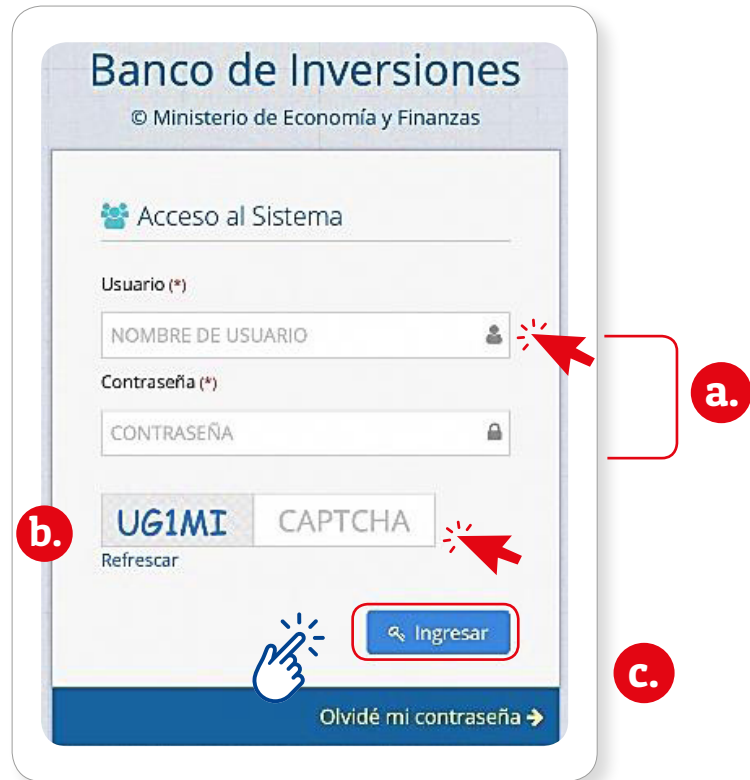 Banco de Inversiones
© Ministerio de Economía y Finanzas
Acceso al Sistema
Usuario (*)
NOMBRE DE USUARIO
a.
Contraseña (*)
CONTRASEÑA
b.
UG1MI CAPTCHA
Refrescar
Ingresar
c.
Olvidé mi contraseña